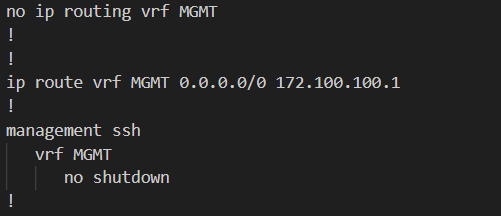 no ip routing vrf MGMT
!
!
ip route vrf MGMT 0.0.0.0/0 172.100.100.1
!
management ssh
   vrf MGMT
      no shutdown
!